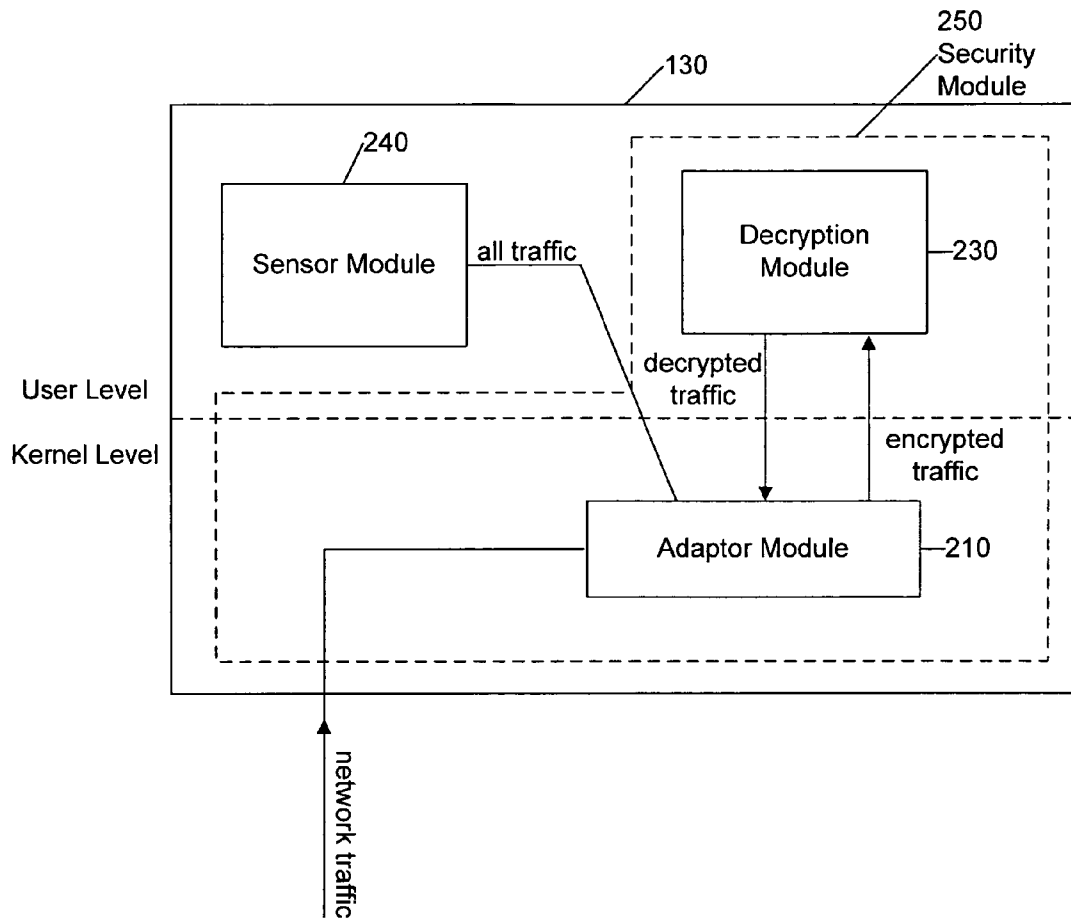 250
Security
Module
130
240
Sensor Module
all traffic
Decryption
Module
230
decrypted
traffic
User Level
Kernel Level
encrypted
traffic
Adaptor Module
210
network traffic